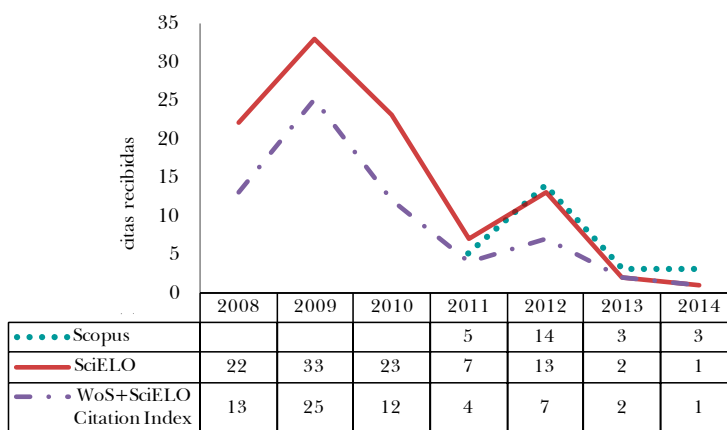 35
30
25
20
15
10
5
0
citas recibidas
2008 2009 2010 2011 2012 2013 2014
Scopus 5 14 3 3
SciELO 22 33 23 7 13 2 1
WoS+SciELO
Citation Index 13 25 12 4 7 2 1